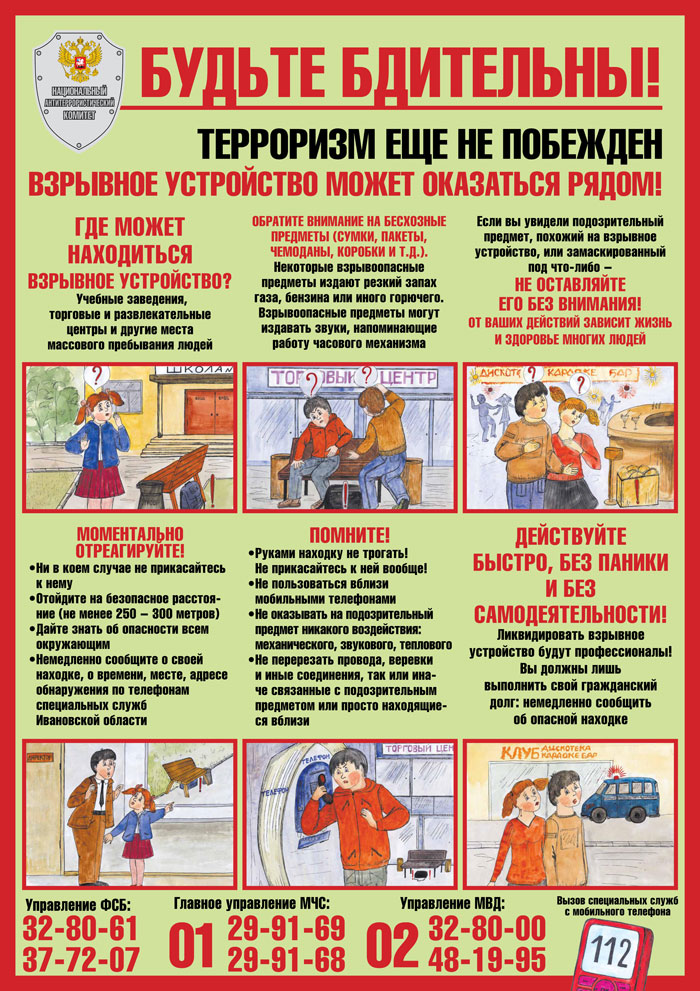 НАЦИОНАЛЬНЫЙ
АНТИТЕРРОРИСТИЧЕСКИЙ
КОМИТЕТ
БУДЬТЕ БДИТЕЛЬНЫ!
ТЕРРОРИЗМ ЕЩЕ НЕ ПОБЕЖДЕН
ВЗРЫВНОЕ УСТРОЙСТВО МОЖЕТ ОКАЗАТЬСЯ РЯДОМ!
ГДЕ МОЖЕТ
НАХОДИТЬСЯ
ВЗРЫВНОЕ УСТРОЙСТВО?
Учебные заведения,
торговые и развлекательные
центры и другие места
массового пребывания людей
ОБРАТИТЕ ВНИМАНИЕ НА БЕСХОЗНЫЕ
ПРЕДМЕТЫ (СУМКИ, ПАКЕТЫ,
ЧЕМОДАНЫ, КОРОБКИ И Т.Д.).
Некоторые взрывоопасные
предметы издают резкий запах
газа, бензина или иного горючего.
Взрывоопасные предметы могут
издавать звуки, напоминающие
работу часового механизма
Если вы увидели подозрительный
предмет, похожий на взрывное
устройство, или замаскированный
под что-либо –
НЕ ОСТАВЛЯЙТЕ
ЕГО БЕЗ ВНИМАНИЯ!
ОТ ВАШИХ ДЕЙСТВИЙ ЗАВИСИТ ЖИЗНЬ
И ЗДОРОВЬЕ МНОГИХ ЛЮДЕЙ
ШКОЛА №
?
!
ТОРГОВЫЙ ЦЕНТР
? ?
!
ДИСКОТЕКА КАРАОКЕ БАР
? ?
!
МОМЕНТАЛЬНО
ОТРЕАГИРУЙТЕ!
•Ни в коем случае не прикасайтесь
к нему
•Отойдите на безопасное расстоя-
ние (не менее 250 – 300 метров)
•Дайте знать об опасности всем
окружающим
•Немедленно сообщите о своей
находке, о времени, месте, адресе
обнаружения по телефонам
специальных служб
Ивановской области
ПОМНИТЕ!
•Руками находку не трогать!
Не прикасайтесь к ней вообще!
•Не пользоваться вблизи
мобильными телефонами
•Не оказывать на подозрительный
предмет никакого воздействия:
механического, звукового, теплового
•Не перерезать провода, веревки
и иные соединения, так или ина-
че связанные с подозрительным
предметом или просто находящие-
ся вблизи
ДЕЙСТВУЙТЕ
БЫСТРО, БЕЗ ПАНИКИ
И БЕЗ
САМОДЕЯТЕЛЬНОСТИ!
Ликвидировать взрывное
устройство будут профессионалы!
Вы должны лишь
выполнить свой гражданский
долг: немедленно сообщить
об опасной находке
ДИРЕКТОР
ТЕЛЕФОН
ТЕЛЕФОН
ТОРГОВЫЙ ЦЕН
КЛУБ ДИСКОТЕКА
КАРАОКЕ БАР
Управление ФСБ:
32-80-61
37-72-07
Главное управление МЧС:
01 29-91-69
29-91-68
Управление МВД:
02 32-80-00
48-19-95
Вызов специальных служб
с мобильного телефона
112